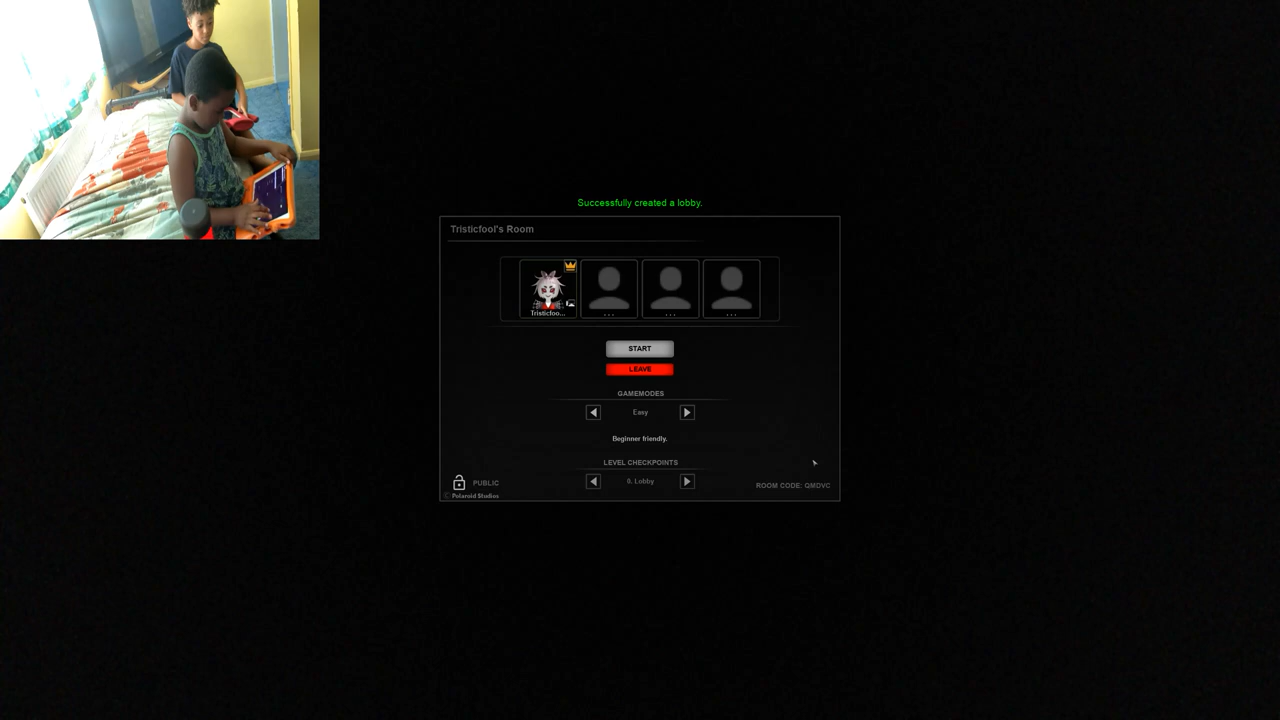 Successfully created a lobby.
Tristicfool's Room
Tristicfoo...
...
...
...
START
LEAVE
GAMEMODES
Easy
Beginner friendly.
LEVEL CHECKPOINTS
0. Lobby
PUBLIC
ROOM CODE: QMDVC
© Polaroid Studios